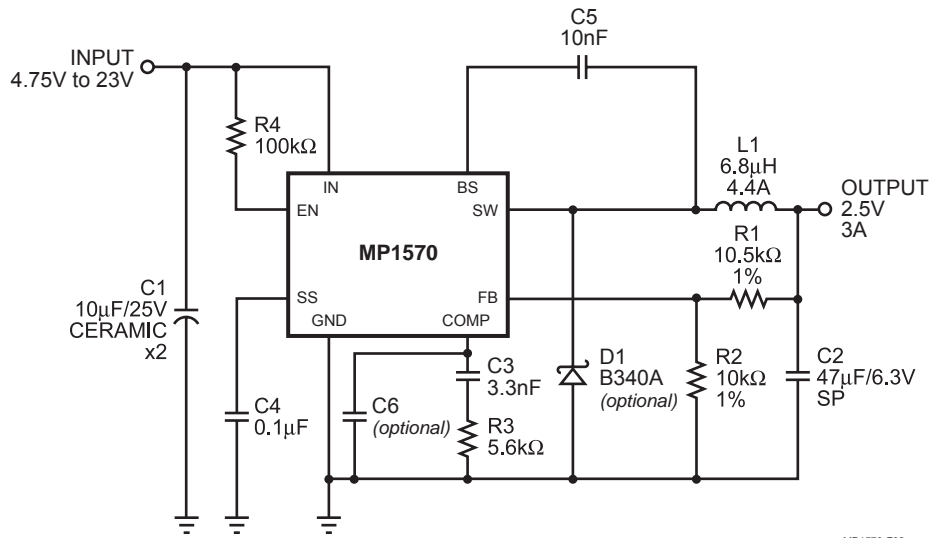 C5
10nF
INPUT
4.75V to 23V
R4
100kΩ
L1
6.8µH
4.4A
IN
BS
OUTPUT
2.5V
3A
EN
SW
MP1570
R1
10.5kΩ
1%
C1
10µF/25V
CERAMIC
x2
SS
FB
GND
COMP
C3
3.3nF
D1
B340A
(optional)
R2
10kΩ
1%
C2
47µF/6.3V
SP
C4
0.1µF
C6
(optional)
R3
5.6kΩ